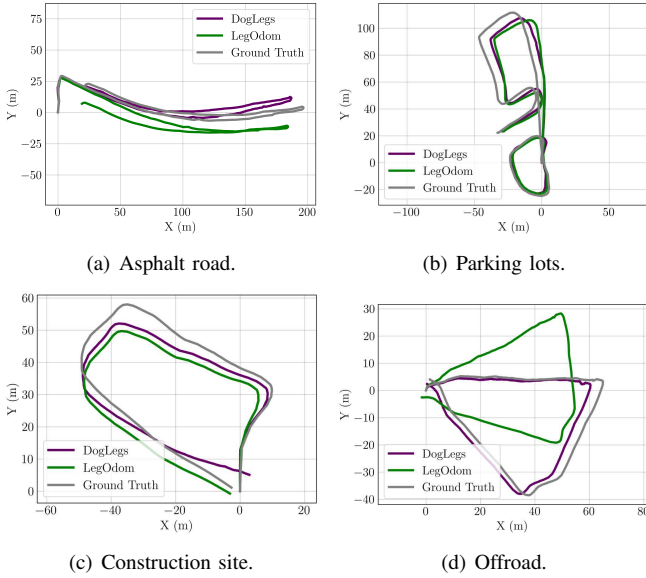 75
50
25
0
−25
−50
Y (m)
DogLegs
LegOdom
Ground Truth
0
50
100
150
200
X (m)
(a) Asphalt road.
100
80
60
40
20
0
−20
Y (m)
DogLegs
LegOdom
Ground Truth
−100
−50
0
50
X (m)
(b) Parking lots.
60
50
40
30
20
10
0
Y (m)
DogLegs
LegOdom
Ground Truth
−60
−40
−20
0
20
X (m)
(c) Construction site.
30
20
10
0
−10
−20
−30
−40
Y (m)
DogLegs
LegOdom
Ground Truth
0
20
40
60
80
X (m)
(d) Offroad.